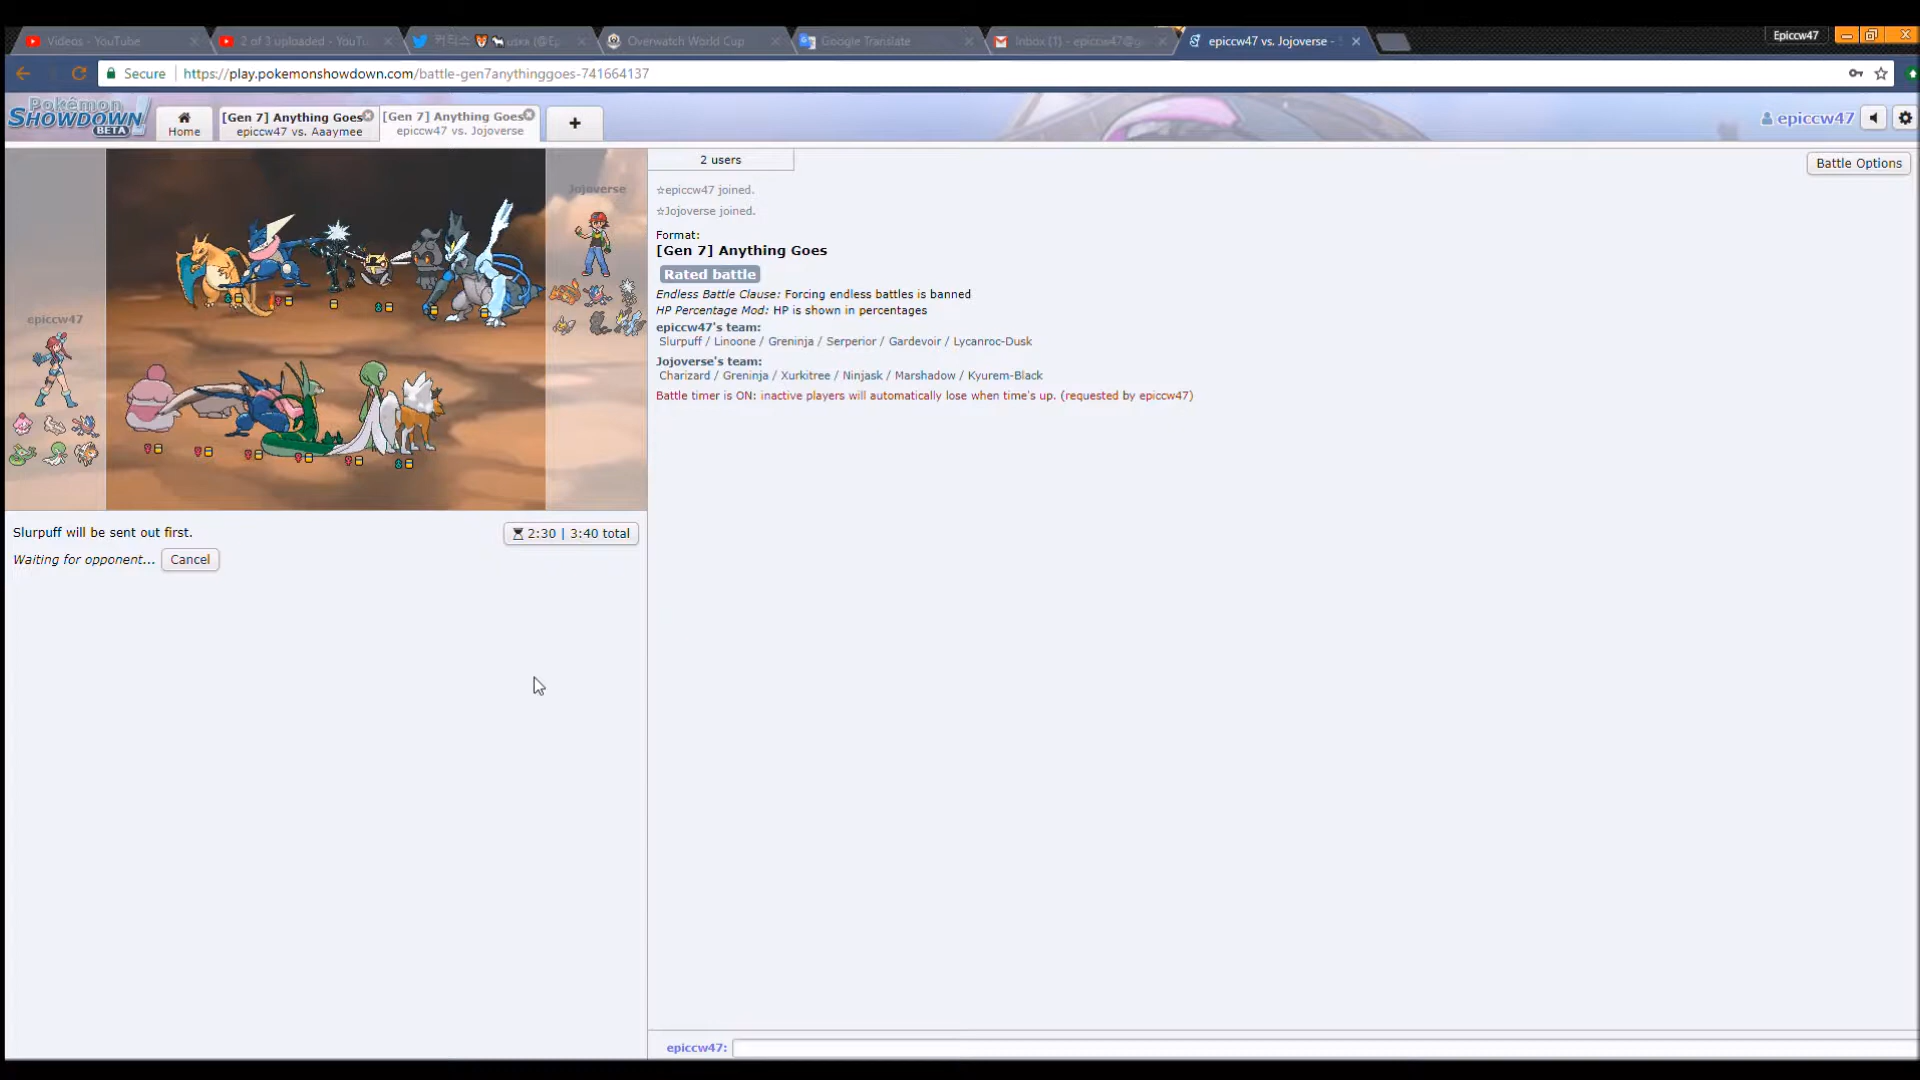 Videos - YouTube
2 of 3 uploaded - YouTu
Overwatch World Cup
Google Translate
Inbox (1) - epiccw47@g
epiccw47 vs. Jojoverse -
Epiccw47
Secure
https://play.pokemonshowdown.com/battle-gen7anythinggoes-741664137
Pokémon
SHOWDOWN!
BETA
Home
[Gen 7] Anything Goes
epiccw47 vs. Aaaymee
[Gen 7] Anything Goes
epiccw47 vs. Jojoverse
+
epiccw47
2 users
Battle Options
☆epiccw47 joined.
☆Jojoverse joined.
Format:
[Gen 7] Anything Goes
Rated battle
Endless Battle Clause: Forcing endless battles is banned
HP Percentage Mod: HP is shown in percentages
epiccw47's team:
Slurpuff / Linoone / Greninja / Serperior / Gardevoir / Lycanroc-Dusk
Jojoverse's team:
Charizard / Greninja / Xurkitree / Ninjask / Marshadow / Kyurem-Black
Battle timer is ON: inactive players will automatically lose when time's up. (requested by epiccw47)
Jojoverse
epiccw47
Slurpuff will be sent out first.
2:30 | 3:40 total
Waiting for opponent...
Cancel
epiccw47: